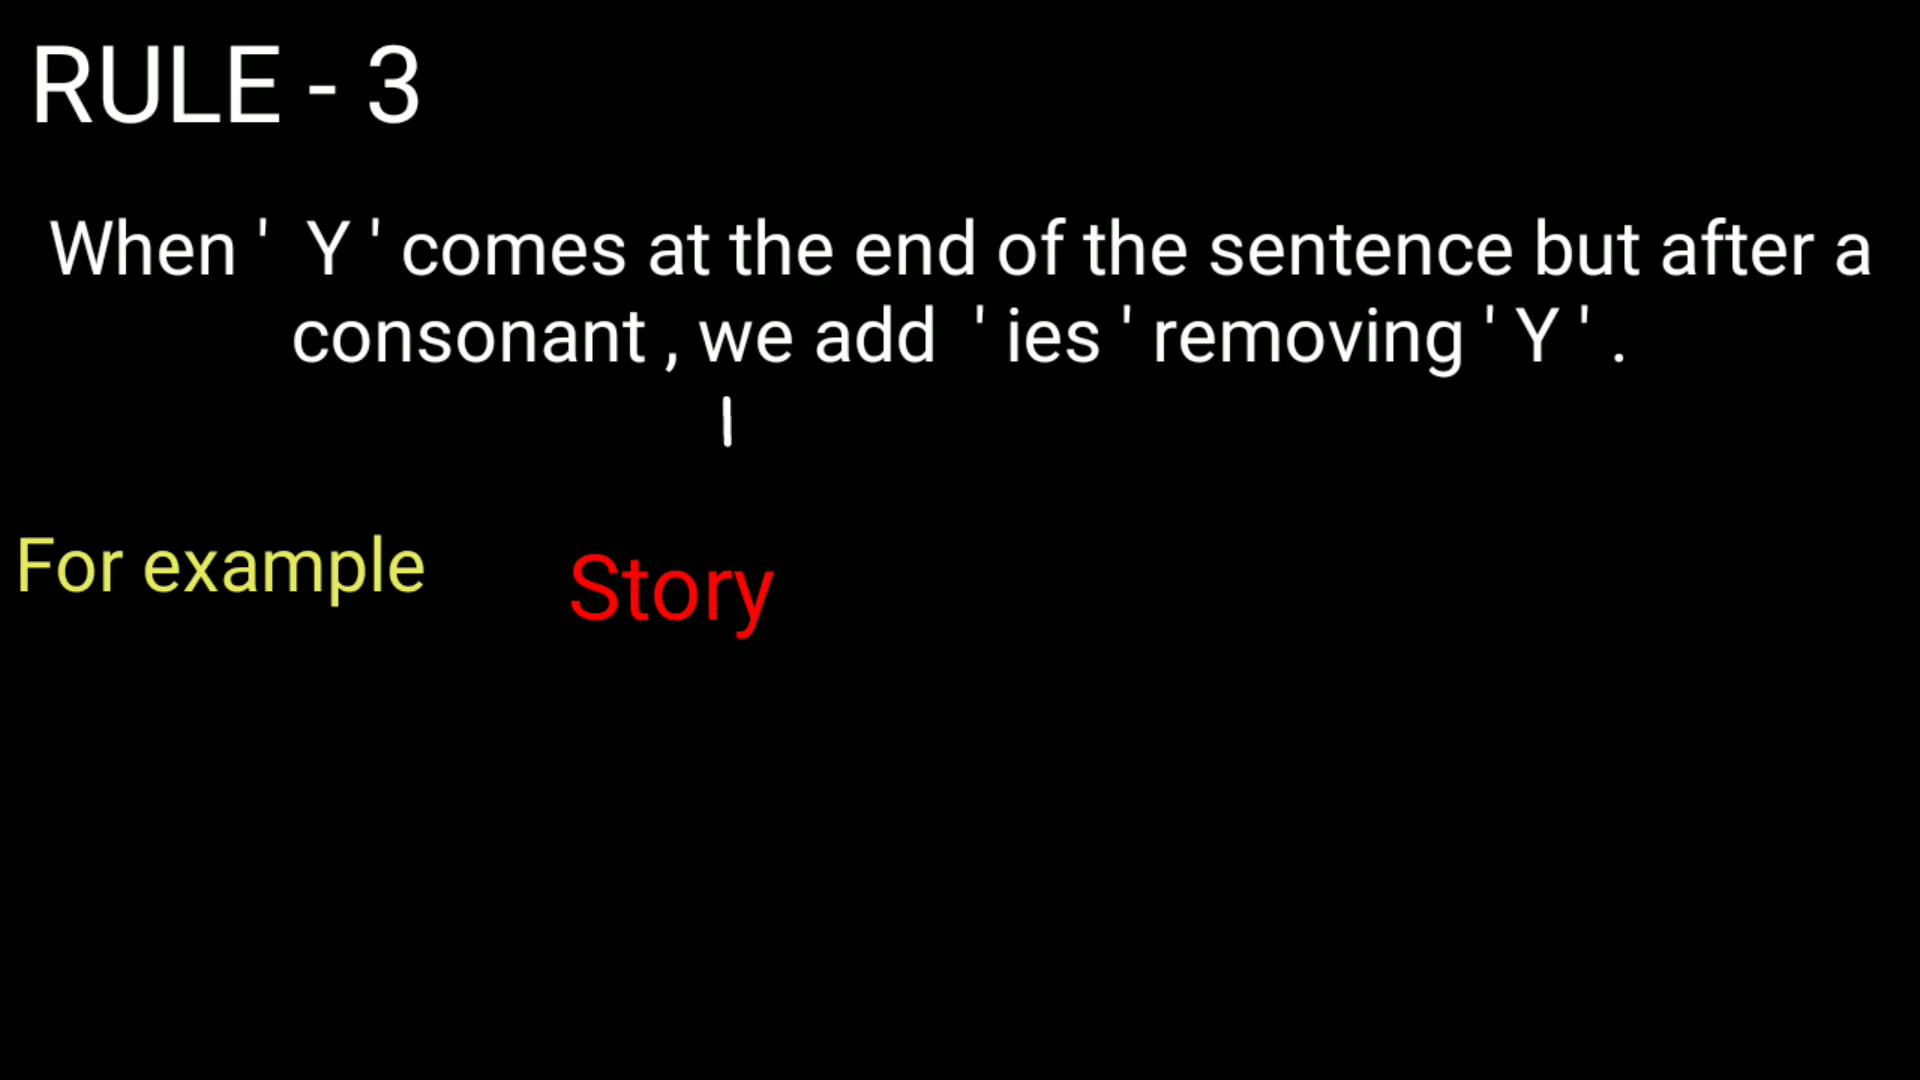 RULE - 3
When ' Y ' comes at the end of the sentence but after a
consonant , we add ' ies ' removing ' Y ' .
For example
Story